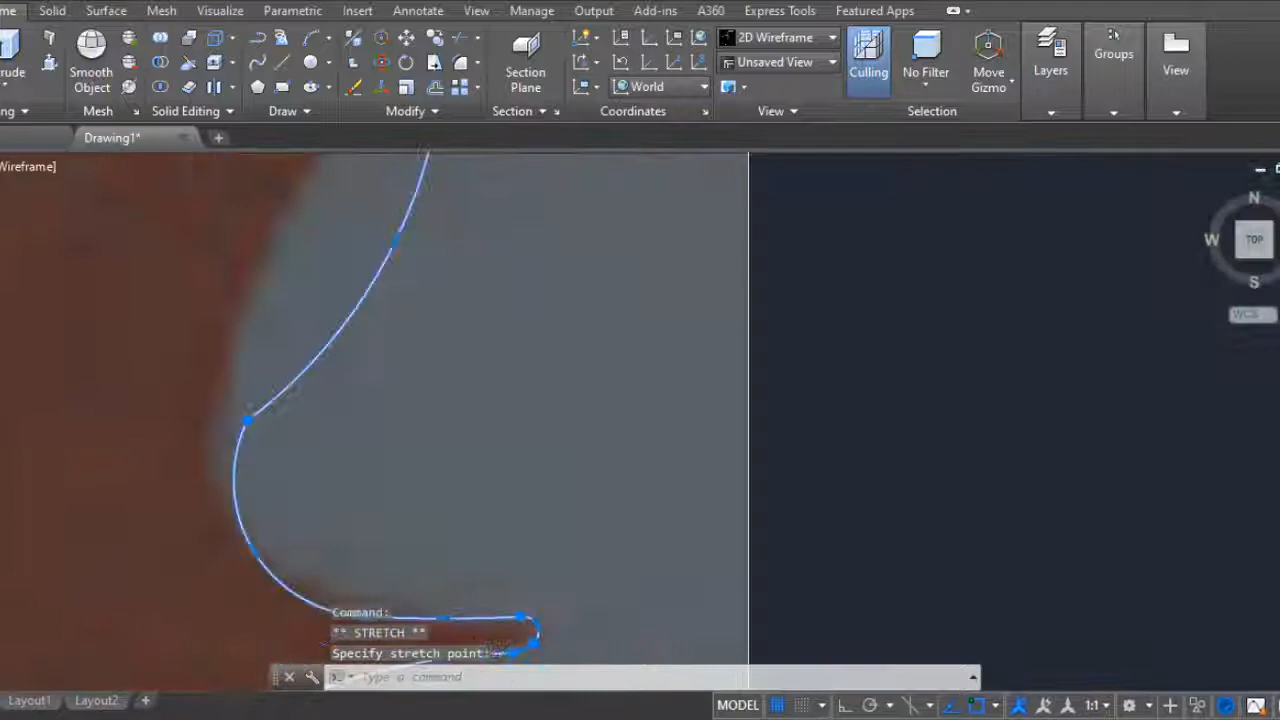 Solid Mesh Visualize Parametric Insert Annotate View Manage Output Add-ins A360 Express Tools Featured Apps
2D Wireframe
Unsaved View
World
Smooth Object
Section Plane
Culling
No Filter
Move Gizmo
Layers
Groups
View
Mesh Solid Editing Draw Modify Section Coordinates View Selection
Drawing1*
Wireframe]
N
W
TOP
S
WCS
Command:
** STRETCH **
Specify stretch point:
Type a command
Layout1 Layout2
MODEL
1:1